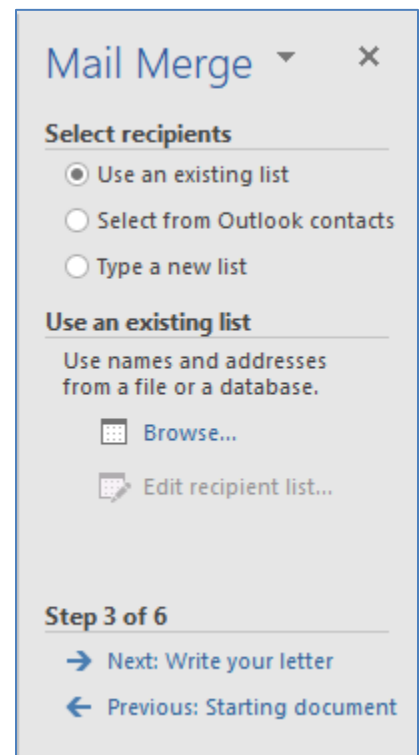 Mail Merge
Select recipients
Use an existing list
Select from Outlook contacts
Type a new list
Use an existing list
Use names and addresses
from a file or a database.
Browse...
Edit recipient list...
Step 3 of 6
Next: Write your letter
Previous: Starting document